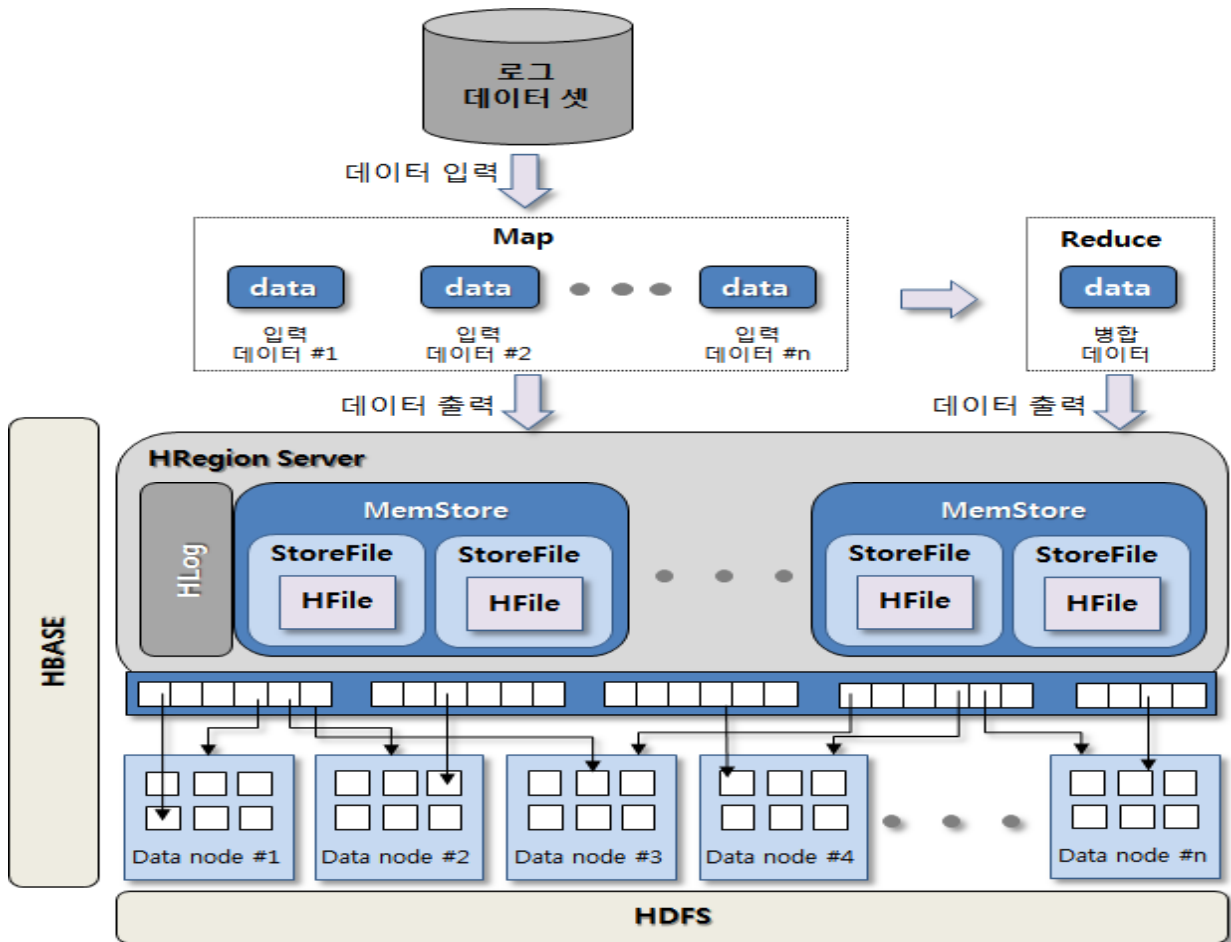 로그
데이터 셋
데이터 입력
Map
Reduce
data
data
data
data
입력
데이터 #1
입력
데이터 #2
입력
데이터 #n
병합
데이터
데이터 출력
데이터 출력
HBASE
HRegion Server
HLog
MemStore
MemStore
StoreFile
StoreFile
StoreFile
StoreFile
HFile
HFile
HFile
HFile
Data node #1
Data node #2
Data node #3
Data node #4
Data node #n
HDFS